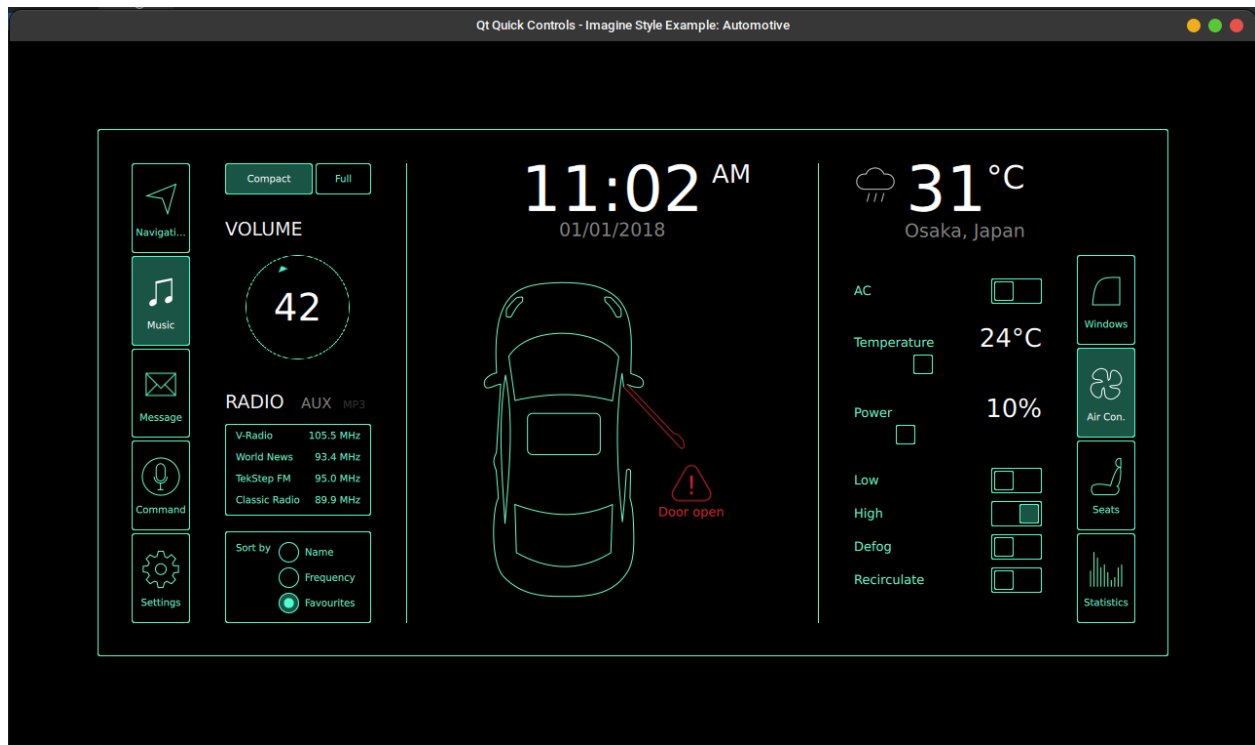 Qt Quick Controls - Imagine Style Example: Automotive
Navigati...
Music
Message
Command
Settings
Compact Full
VOLUME
42
RADIO AUX MP3
V-Radio 105.5 MHz
World News 93.4 MHz
TekStep FM 95.0 MHz
Classic Radio 89.9 MHz
Sort by Name
Frequency
Favourites
11:02 AM
01/01/2018
Door open
31°C
Osaka, Japan
AC
Temperature 24°C
Power 10%
Low
High
Defog
Recirculate
Windows
Air Con.
Seats
Statistics